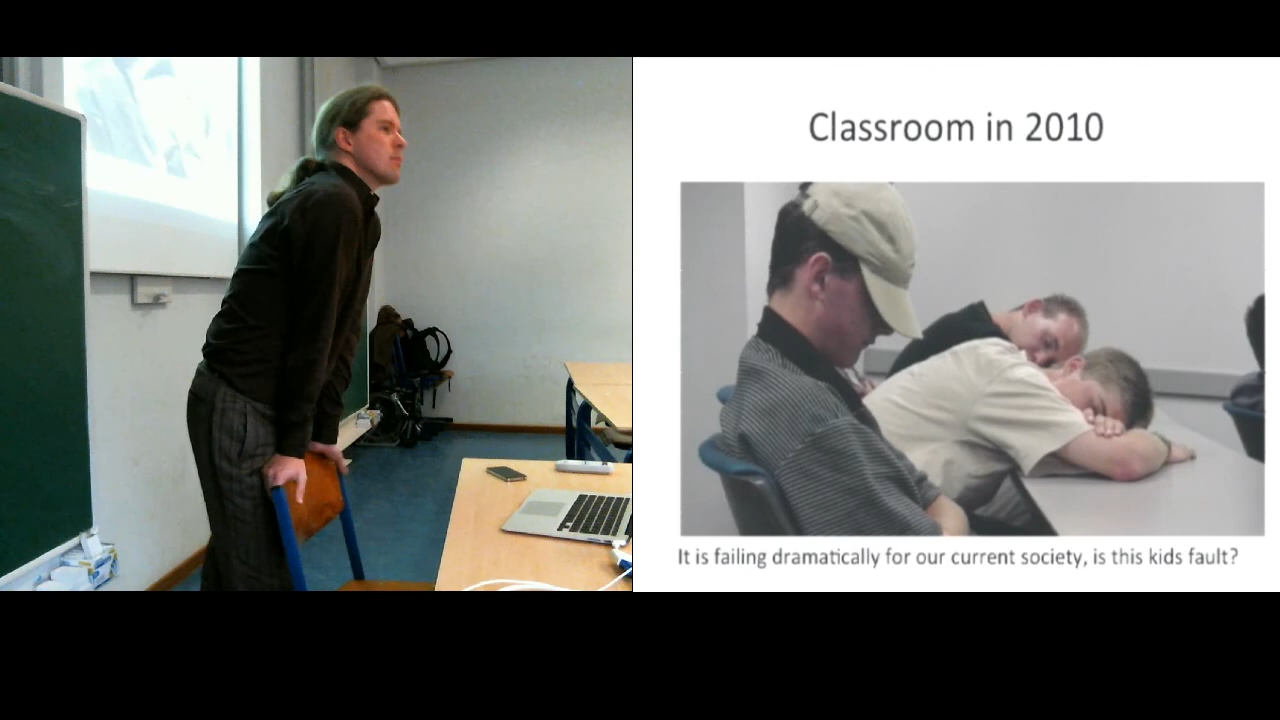 Classroom in 2010
It is failing dramatically for our current society, is this kids fault?